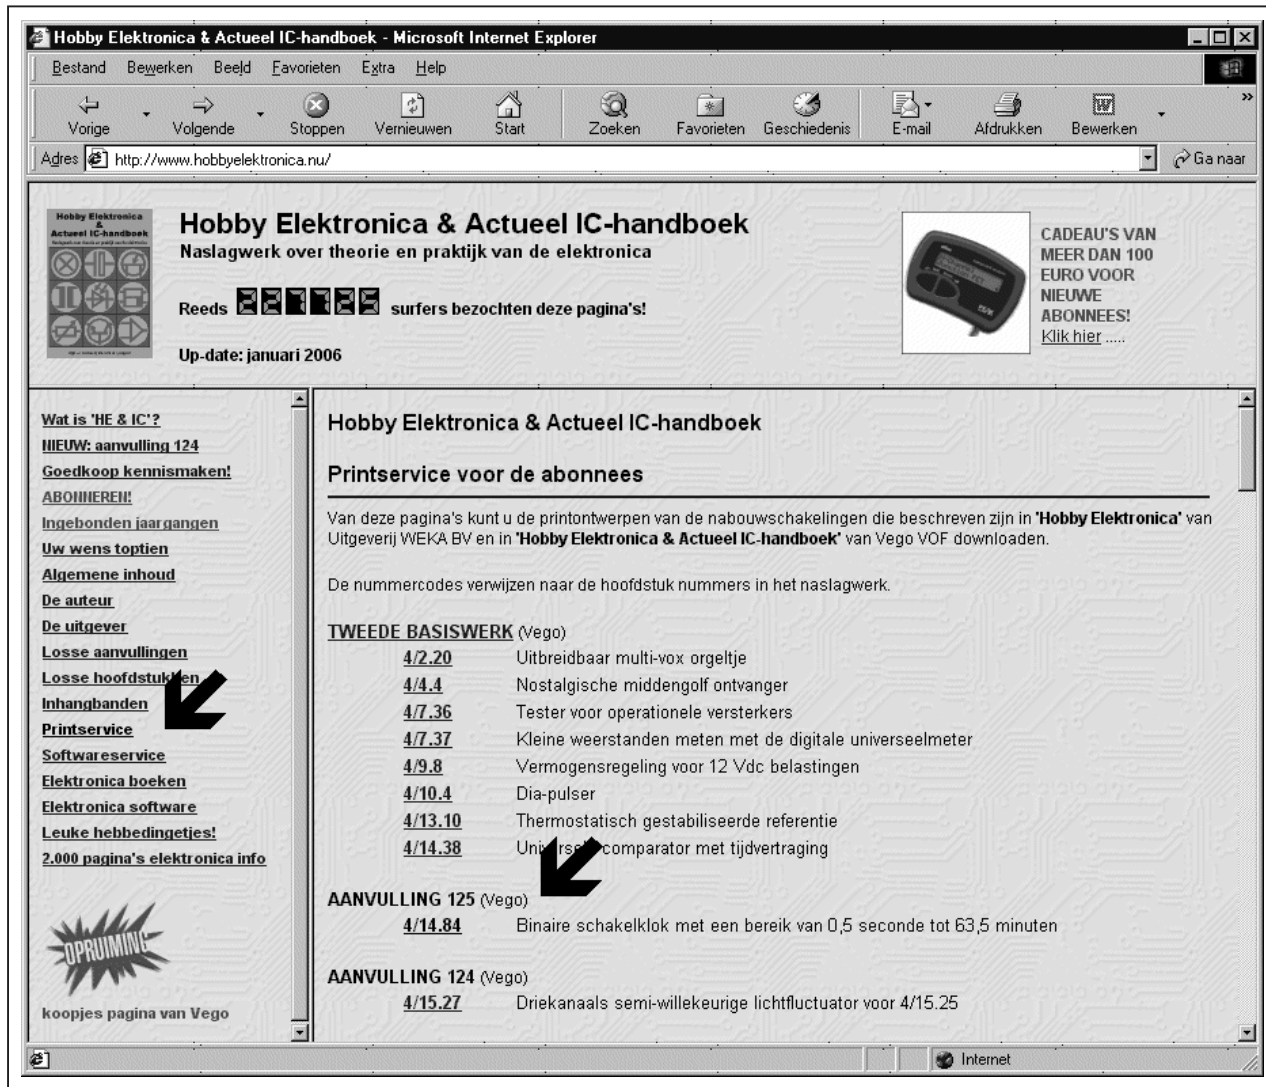 Hobby Elektronica & Actueel IC-handboek - Microsoft Internet Explorer
Bestand Bewerken Beeld Favorieten Extra Help
Vorige Volgende Stoppen Vernieuwen Start Zoeken Favorieten Geschiedenis E-mail Afdrukken Bewerken »
Adres http://www.hobbyelektronica.nu/ Ga naar
Hobby Elektronica
&
Actueel IC-handboek
Hobby Elektronica & Actueel IC-handboek
Naslagwerk over theorie en praktijk van de elektronica
Reeds 227725 surfers bezochten deze pagina's!
Up-date: januari 2006
CADEAU'S VAN
MEER DAN 100
EURO VOOR
NIEUWE
ABONNEES!
Klik hier .....
Wat is 'HE & IC'?
NIEUW: aanvulling 124
Goedkoop kennismaken!
ABONNEREN!
Ingebonden jaargangen
Uw wens toptien
Algemene inhoud
De auteur
De uitgever
Losse aanvullingen
Losse hoofdstukken
Inhangbanden
Printservice
Softwareservice
Elektronica boeken
Elektronica software
Leuke hebbedingetjes!
2.000 pagina's elektronica info
OPRUIMING
koopjes pagina van Vego
Hobby Elektronica & Actueel IC-handboek
Printservice voor de abonnees
Van deze pagina's kunt u de printontwerpen van de nabouwschakelingen die beschreven zijn in 'Hobby Elektronica' van
Uitgeverij WEKA BV en in 'Hobby Elektronica & Actueel IC-handboek' van Vego VOF downloaden.
De nummercodes verwijzen naar de hoofdstuk nummers in het naslagwerk.
TWEEDE BASISWERK (Vego)
4/2.20 Uitbreidbaar multi-vox orgeltje
4/4.4 Nostalgische middengolf ontvanger
4/7.36 Tester voor operationele versterkers
4/7.37 Kleine weerstanden meten met de digitale universeelmeter
4/9.8 Vermogensregeling voor 12 Vdc belastingen
4/10.4 Dia-pulser
4/13.10 Thermostatisch gestabiliseerde referentie
4/14.38 Universele comparator met tijdvertraging
AANVULLING 125 (Vego)
4/14.84 Binaire schakelklok met een bereik van 0,5 seconde tot 63,5 minuten
AANVULLING 124 (Vego)
4/15.27 Driekanaals semi-willekeurige lichtfluctuator voor 4/15.25
Internet